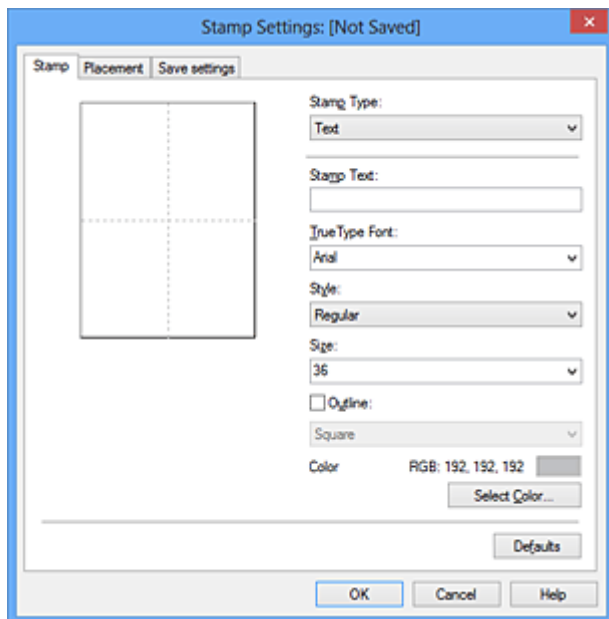 Stamp Settings: [Not Saved]
Stamp Placement Save settings
Stamp Type:
Text
Stamp Text:
TrueType Font:
Arial
Style:
Regular
Size:
36
Outline:
Square
Color RGB: 192, 192, 192
Select Color...
Defaults
OK Cancel Help